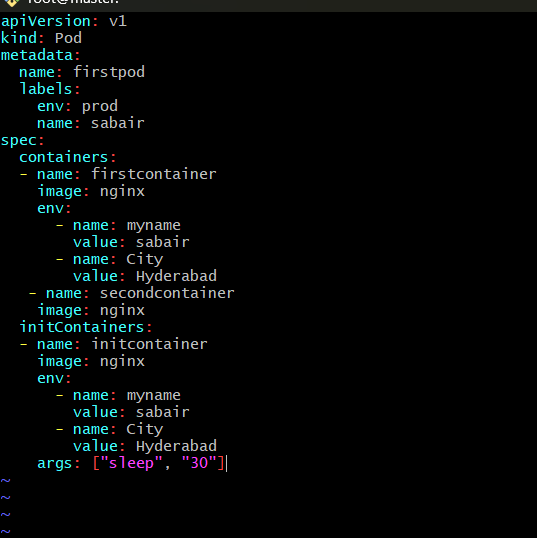 root@master:
apiVersion: v1
kind: Pod
metadata:
  name: firstpod
  labels:
    env: prod
    name: sabair
spec:
  containers:
  - name: firstcontainer
    image: nginx
    env:
      - name: myname
        value: sabair
      - name: City
        value: Hyderabad
   - name: secondcontainer
    image: nginx
  initContainers:
  - name: initcontainer
    image: nginx
    env:
      - name: myname
        value: sabair
      - name: City
        value: Hyderabad
    args: ["sleep", "30"]
~
~
~
~